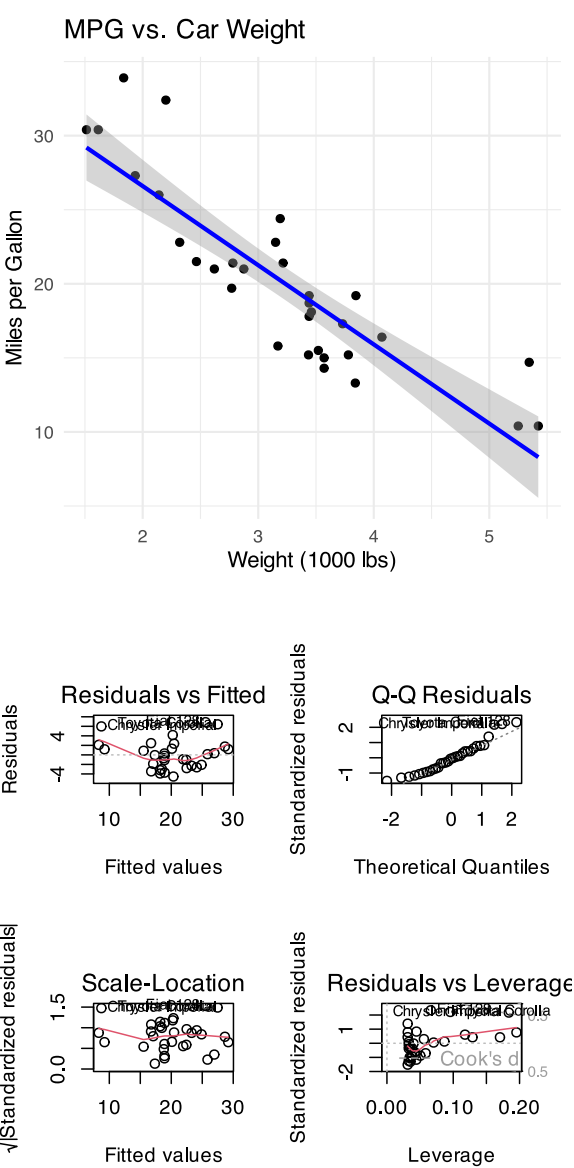 MPG vs. Car Weight
Miles per Gallon
30
20
10
2 3 4 5
Weight (1000 lbs)
Residuals vs Fitted
Residuals
4
-4
10 20 30
Fitted values
Q-Q Residuals
Standardized residuals
2
-1
-2 0 1 2
Theoretical Quantiles
Scale-Location
√|Standardized residuals|
1.5
0.0
10 20 30
Fitted values
Residuals vs Leverage
Standardized residuals
1
-2
Cook's d
0.5
0.5
0.00 0.10 0.20
Leverage